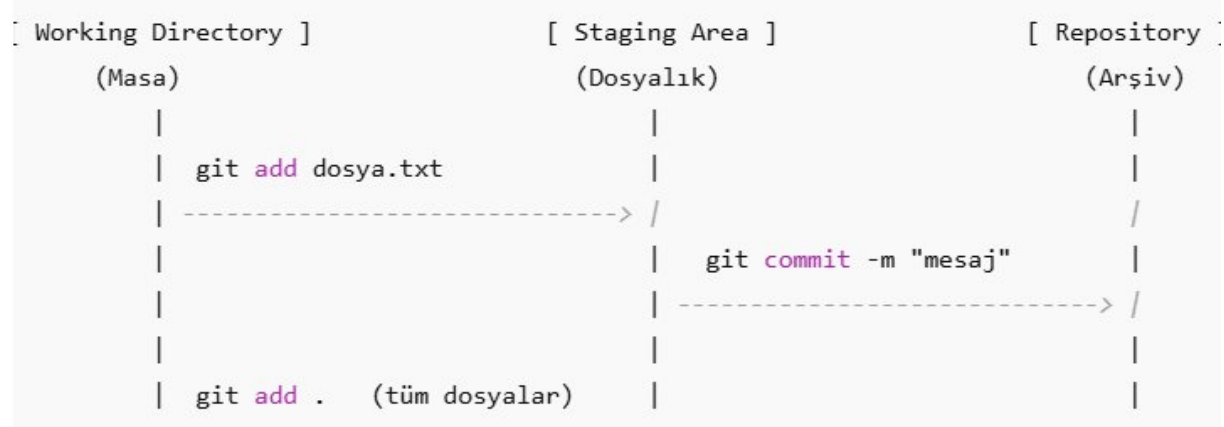 [ Working Directory ] [ Staging Area ] [ Repository ]
(Masa) (Dosyalık) (Arşiv)
git add dosya.txt
git commit -m "mesaj"
git add . (tüm dosyalar)